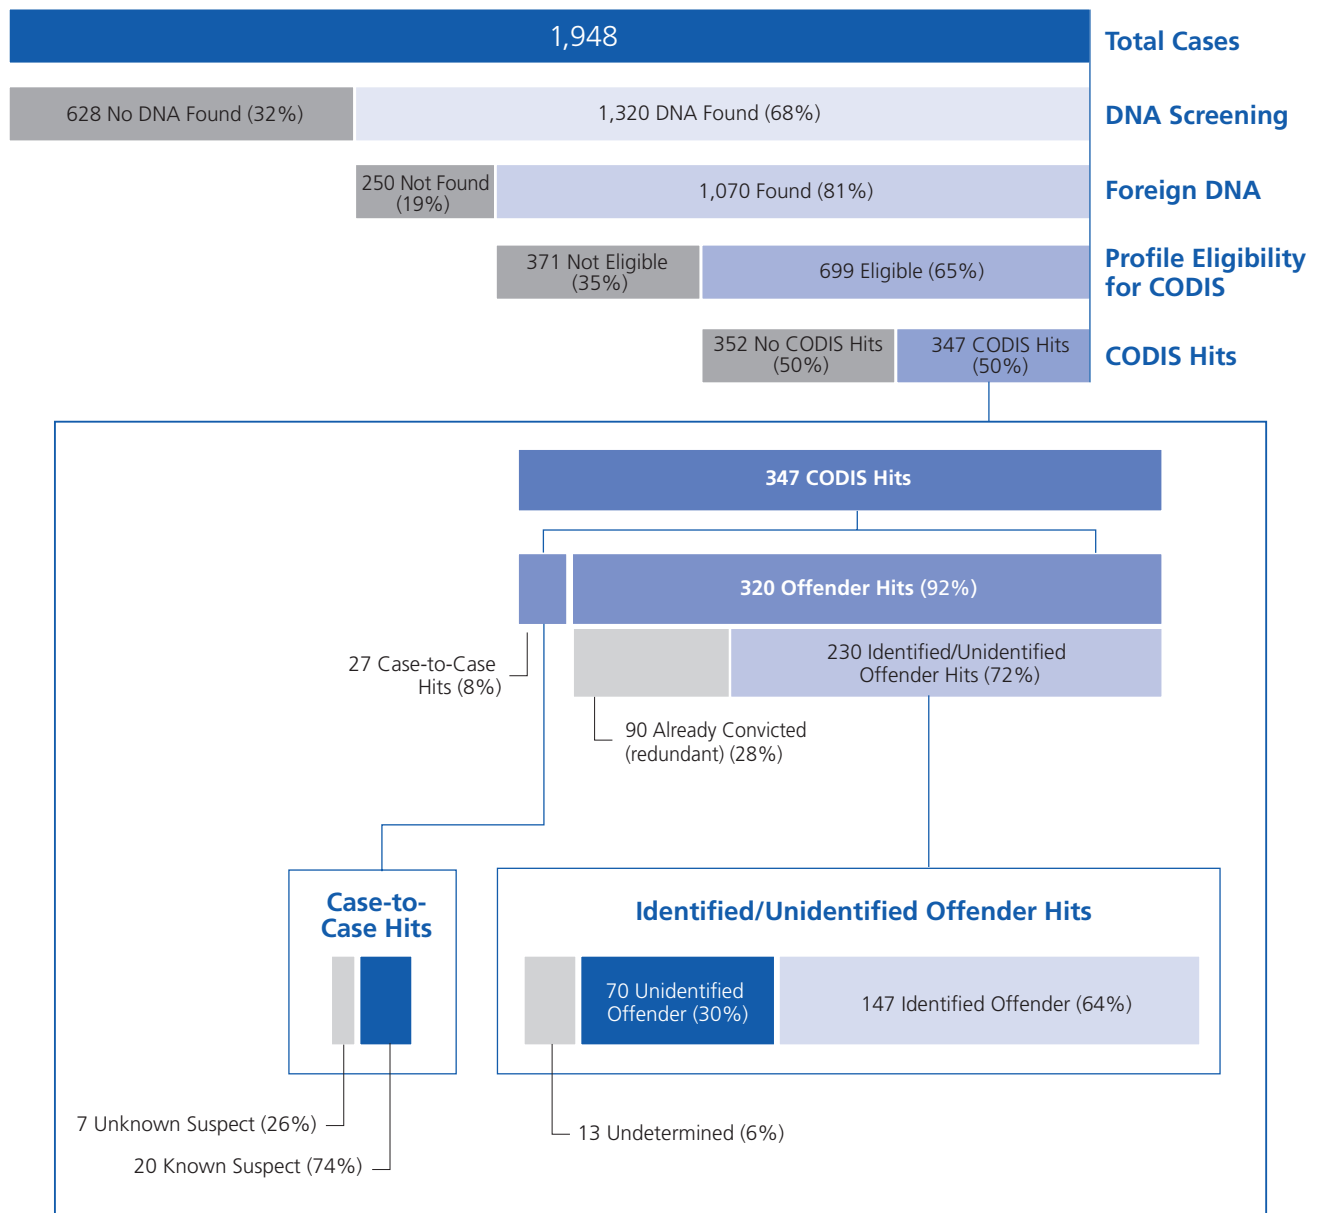 1,948
Total Cases
628 No DNA Found (32%)
1,320 DNA Found (68%)
DNA Screening
250 Not Found
(19%)
1,070 Found (81%)
Foreign DNA
371 Not Eligible
(35%)
699 Eligible (65%)
Profile Eligibility
for CODIS
352 No CODIS Hits
(50%)
347 CODIS Hits
(50%)
CODIS Hits
347 CODIS Hits
320 Offender Hits (92%)
27 Case-to-Case
Hits (8%)
230 Identified/Unidentified
Offender Hits (72%)
90 Already Convicted
(redundant) (28%)
Case-to-
Case Hits
7 Unknown Suspect (26%)
20 Known Suspect (74%)
Identified/Unidentified Offender Hits
70 Unidentified
Offender (30%)
147 Identified Offender (64%)
13 Undetermined (6%)